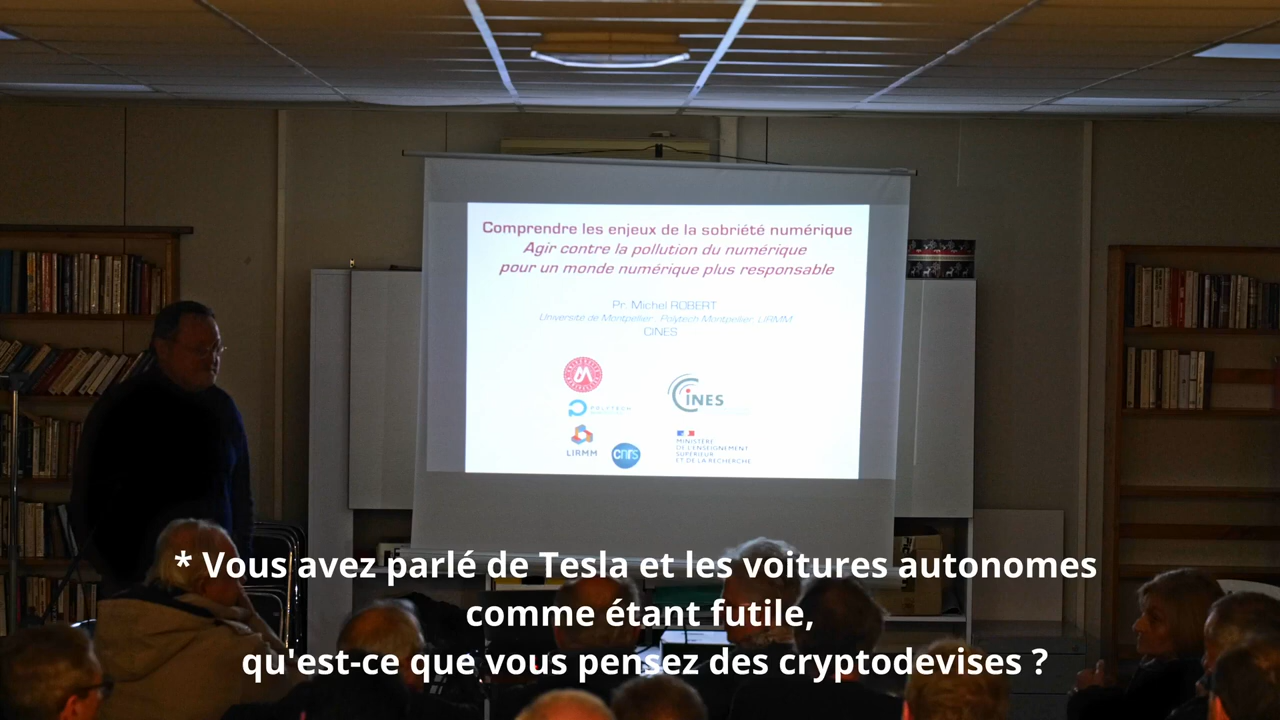 Comprendre les enjeux de la sobriété numérique
Agir contre la pollution du numérique
pour un monde numérique plus responsable
Pr. Michel ROBERT
Université de Montpellier, Polytech Montpellier, LIRMM
CINES
CINES
POLYTECH
LIRMM
cnrs
MINISTÈRE
DE L'ENSEIGNEMENT
SUPÉRIEUR
ET DE LA RECHERCHE
* Vous avez parlé de Tesla et les voitures autonomes
comme étant futile,
qu'est-ce que vous pensez des cryptodevises ?